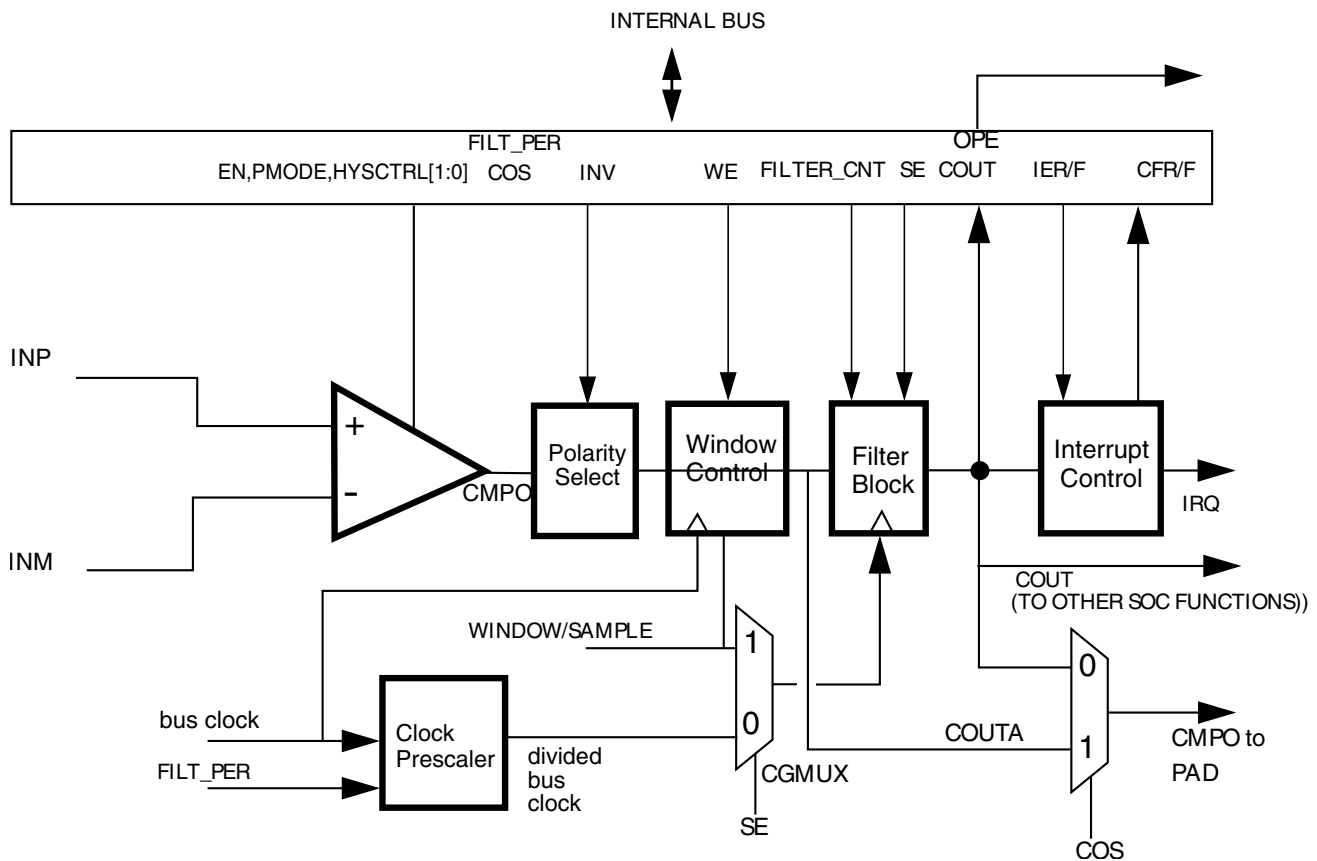 INTERNAL BUS
FILT_PER
OPE
EN,PMODE,HYSCTRL[1:0]
COS
INV
WE
FILTER_CNT
SE
COUT
IER/F
CFR/F
INP
+
-
INM
CMPO
Polarity
Select
Window
Control
Filter
Block
Interrupt
Control
IRQ
COUT
(TO OTHER SOC FUNCTIONS))
WINDOW/SAMPLE
1
0
CGMUX
SE
bus clock
FILT_PER
Clock
Prescaler
divided
bus
clock
COUTA
0
1
CMPO to
PAD
COS